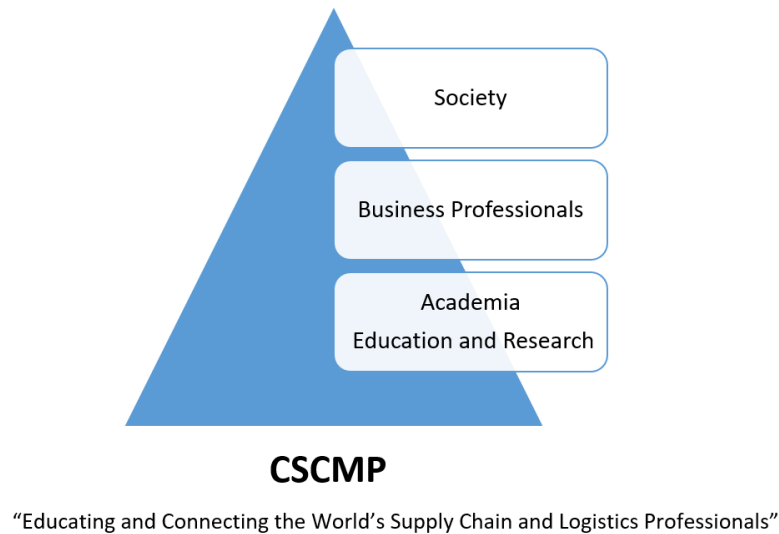 Society
Business Professionals
Academia
Education and Research
CSCMP
“Educating and Connecting the World’s Supply Chain and Logistics Professionals”